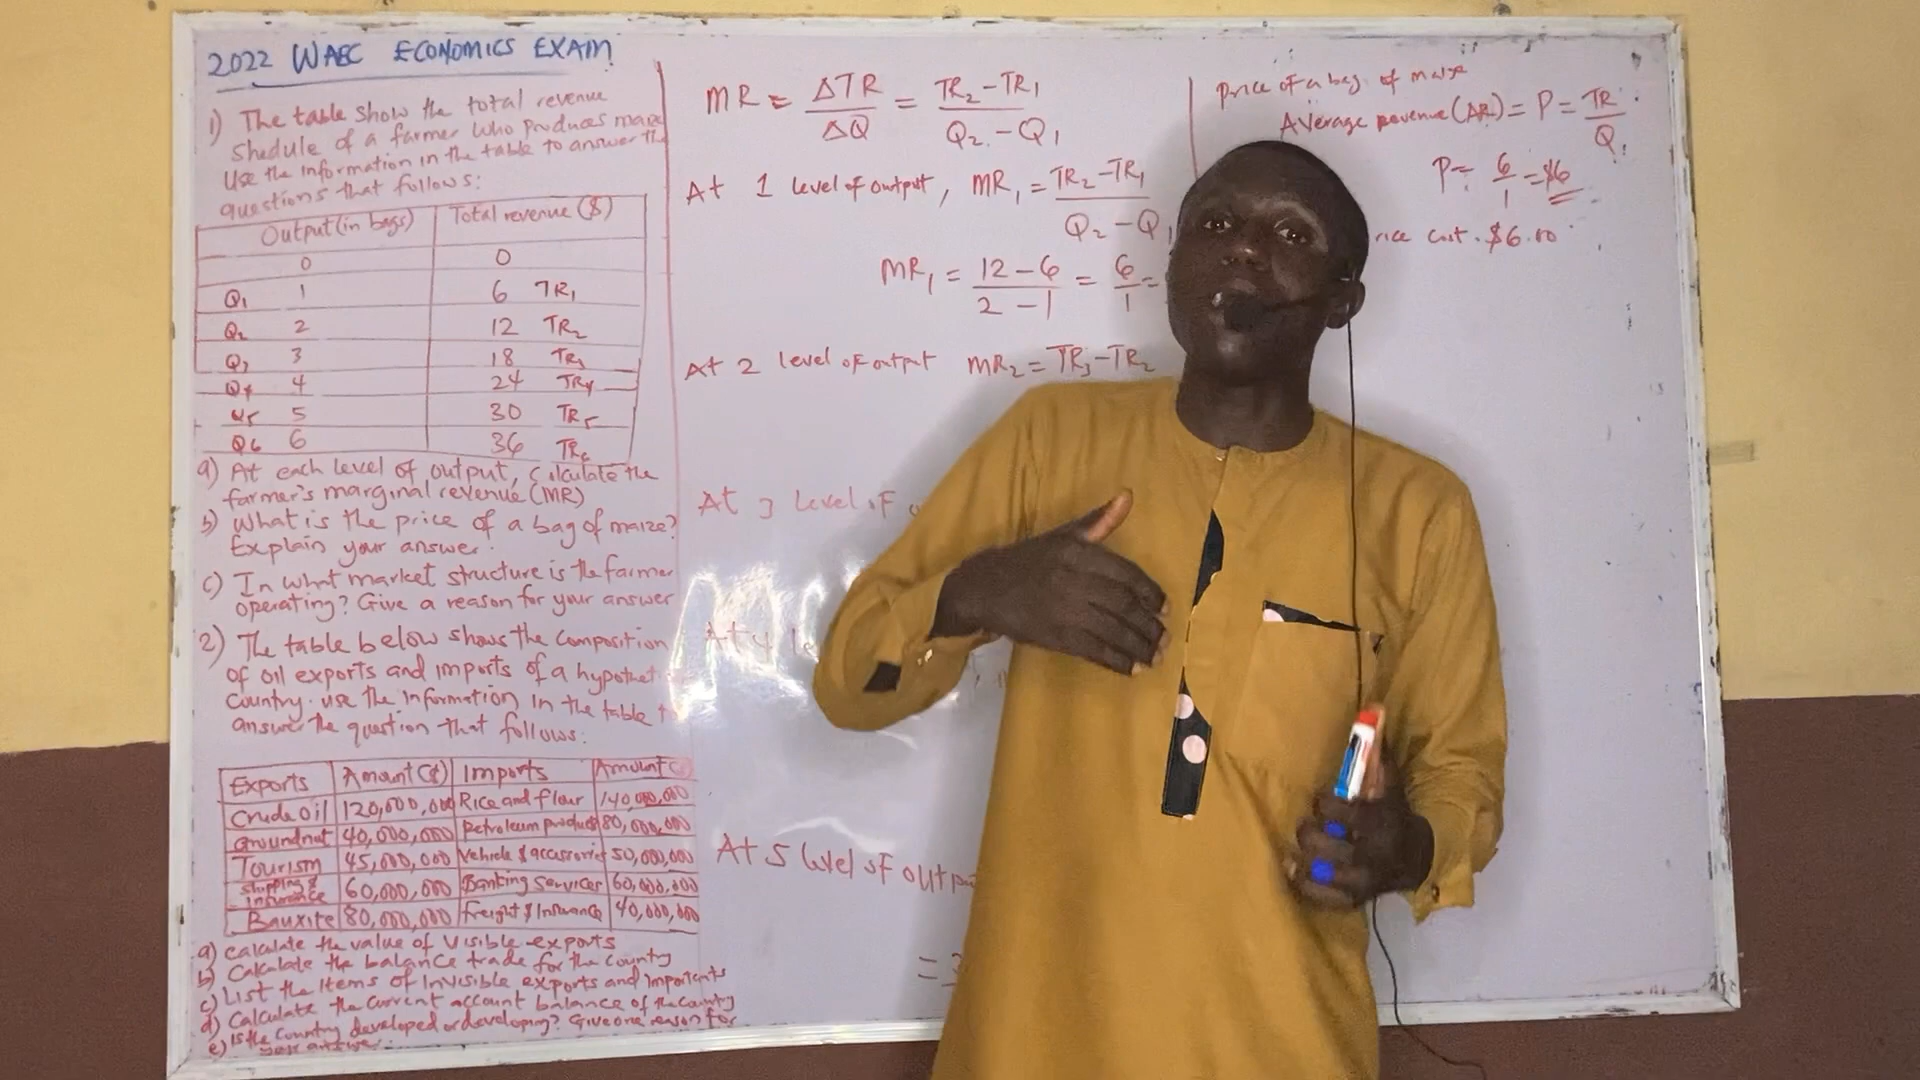 2022 WAEC ECONOMICS EXAM
1) The table show the total revenue
Shedule of a farmer who produces maize
Use the information in the table to answer the
questions that follows:
Output (in bags) Total revenue ($)
0 0
Q1 1 6 TR1
Q2 2 12 TR2
Q3 3 18 TR3
Q4 4 24 TR4
Q5 5 30 TR5
Q6 6 36 TR6
a) At each level of output, calculate the
farmer's marginal revenue (MR)
b) What is the price of a bag of maize?
Explain your answer.
c) In what market structure is the farmer
operating? Give a reason for your answer
2) The table below shows the composition
of oil exports and imports of a
country. use the information in the table
answer the question that follows:
Exports Amount ($) Imports Amount
Crude oil 120,000,000 Rice and flour 140,000,000
Groundnut 40,000,000 Petroleum product 80,000,000
Tourism 45,000,000 Vehicle & accessories 50,000,000
Shipping & insurance 60,000,000 Banking services 60,000,000
Bauxite 80,000,000 Freight & Insurance 40,000,000
a) calculate the value of visible exports
b) Calculate the balance trade for the country
c) List the items of Invisible exports and
d) Calculate the current account balance of the country
e) Is the country developed or developing? Give one reason for
your answer.
MR = ΔTR/ΔQ = TR2 - TR1/Q2 - Q1
At 1 level of output, MR1 = TR2 - TR1/Q2 - Q1
MR1 = 12 - 6/2 - 1 = 6/1 =
At 2 level of output MR2 = TR3 - TR2
At 3 level of
At 4
At 5 level of
=
Price of a bag of maize
Average revenue (AR) = P = TR/Q
P = 6/1 = $6
cost $6.00